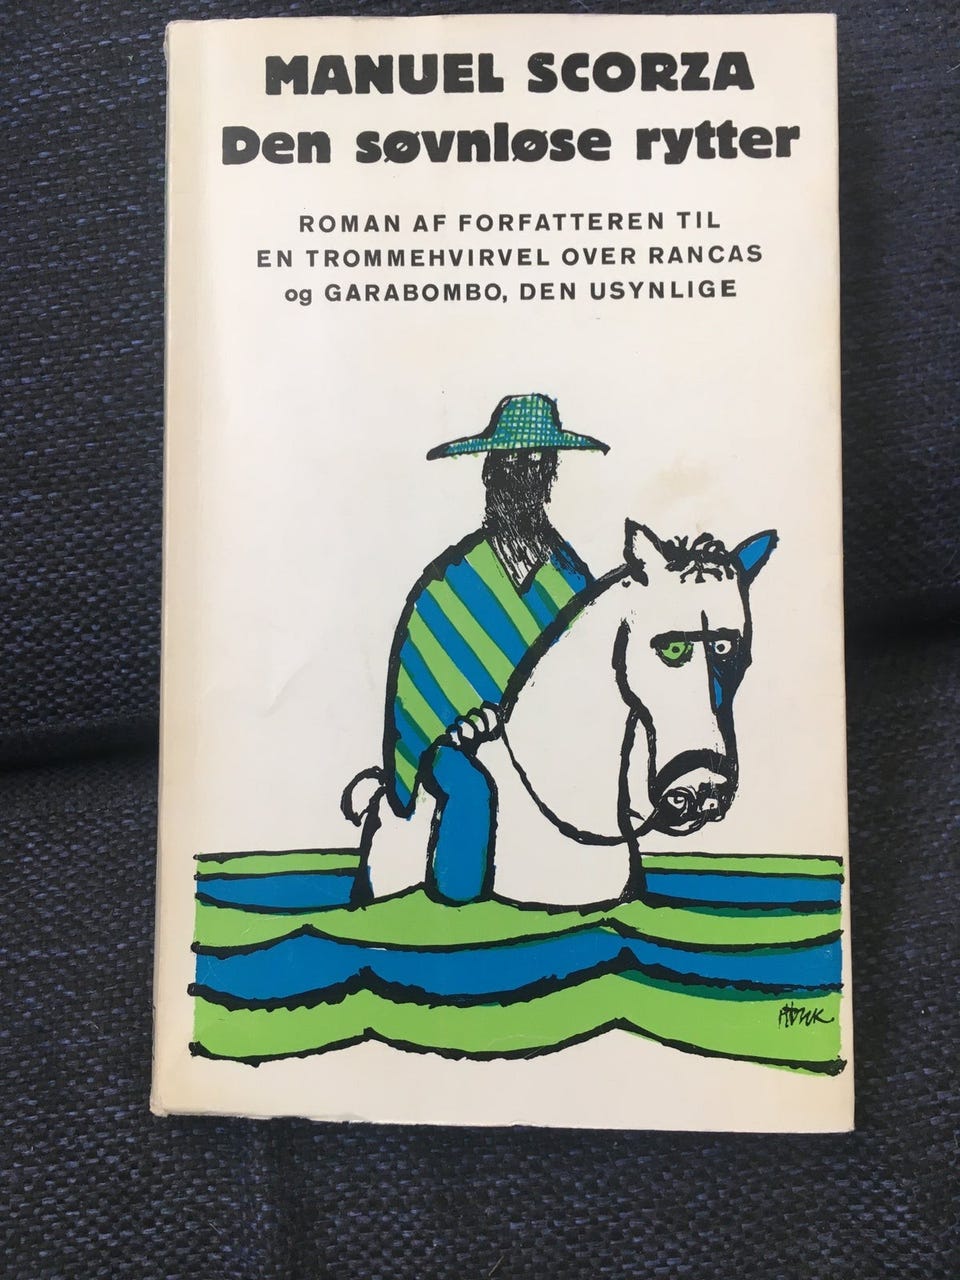 MANUEL SCORZA
Den søvnløse rytter
ROMAN AF FORFATTEREN TIL
EN TROMMEHVIRVEL OVER RANCAS
og GARABOMBO, DEN USYNLIGE